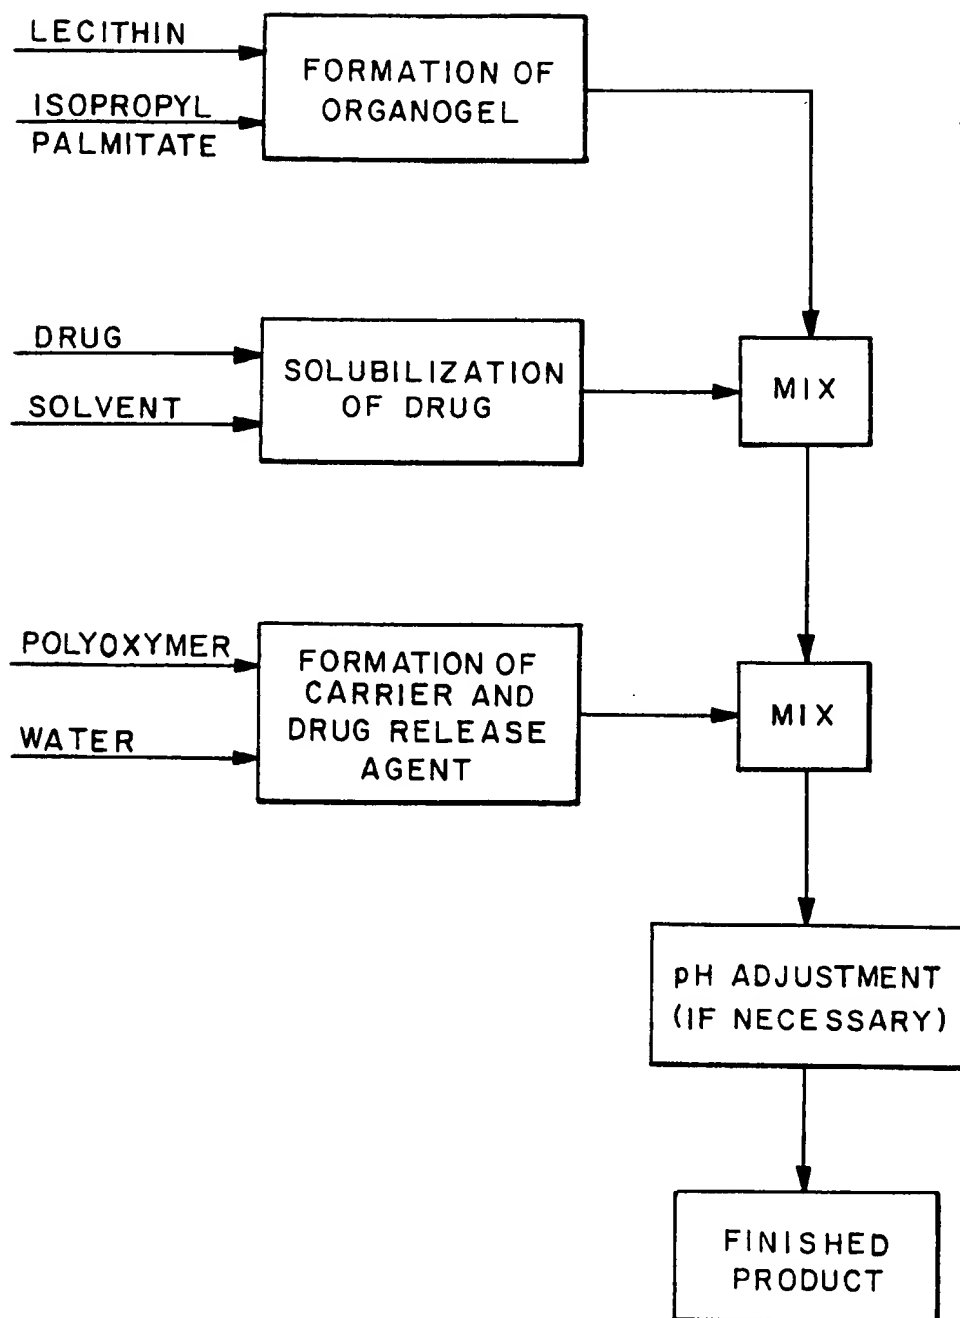 LECITHIN
ISOPROPYL
PALMITATE
FORMATION OF
ORGANOGEL
DRUG
SOLVENT
SOLUBILIZATION
OF DRUG
MIX
POLYOXYMER
WATER
FORMATION OF
CARRIER AND
DRUG RELEASE
AGENT
MIX
pH ADJUSTMENT
(IF NECESSARY)
FINISHED
PRODUCT